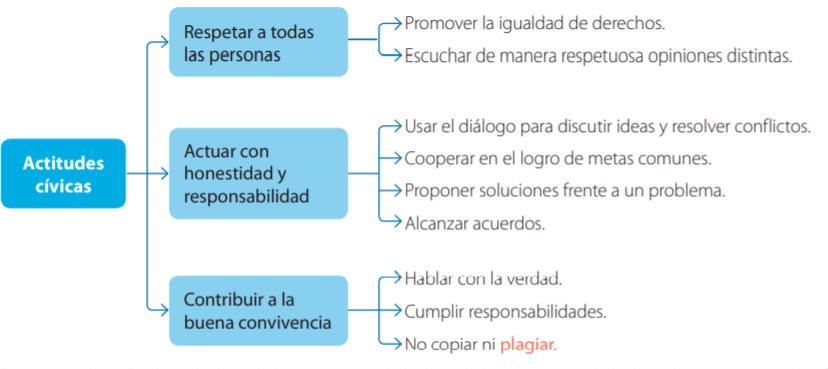 Actitudes
cívicas
Respetar a todas
las personas
Promover la igualdad de derechos.
Escuchar de manera respetuosa opiniones distintas.
Actuar con
honestidad y
responsabilidad
Usar el diálogo para discutir ideas y resolver conflictos.
Cooperar en el logro de metas comunes.
Proponer soluciones frente a un problema.
Alcanzar acuerdos.
Contribuir a la
buena convivencia
Hablar con la verdad.
Cumplir responsabilidades.
No copiar ni plagiar.